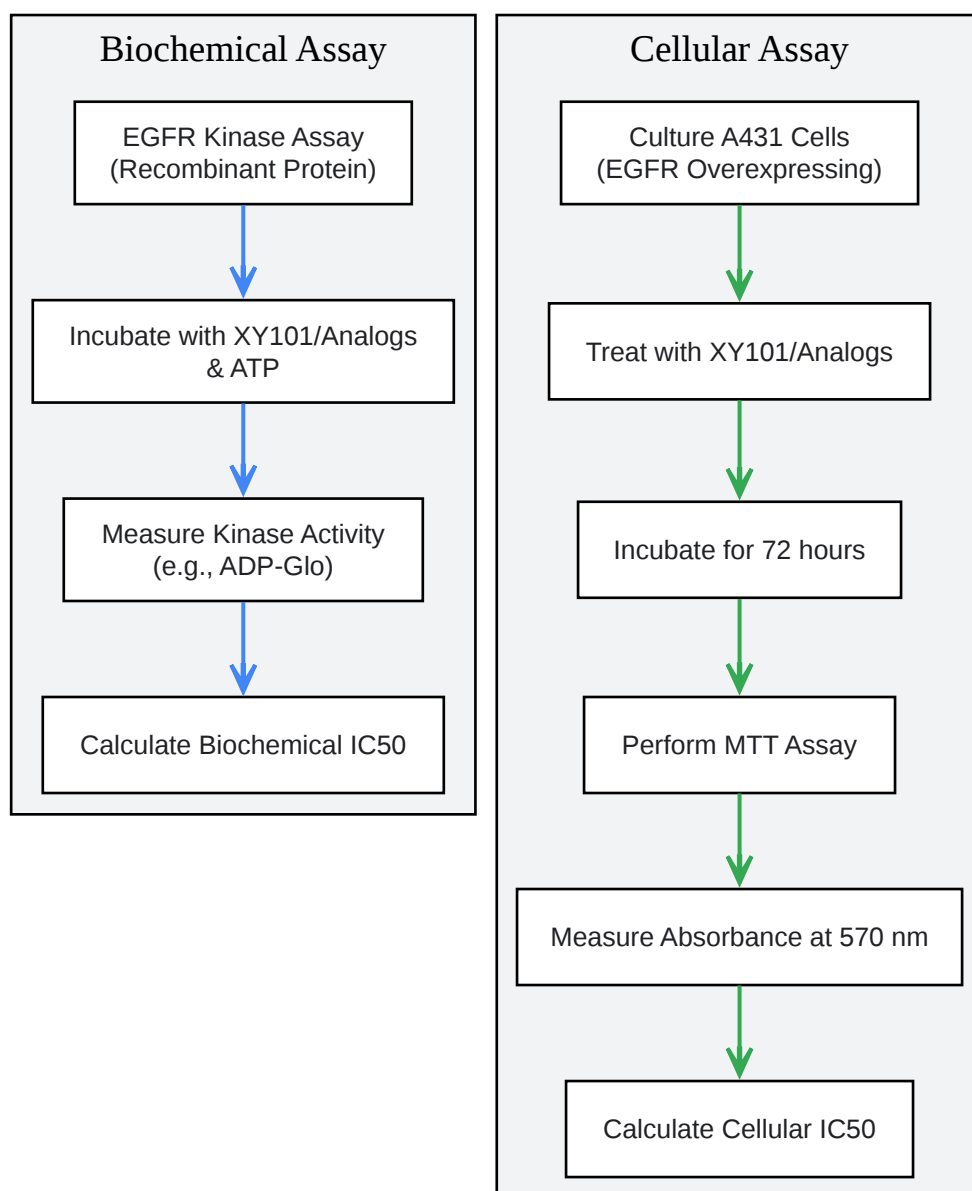 Biochemical Assay
EGFR Kinase Assay
(Recombinant Protein)
Incubate with XY101/Analogs
& ATP
Measure Kinase Activity
(e.g., ADP-Glo)
Calculate Biochemical IC50
Cellular Assay
Culture A431 Cells
(EGFR Overexpressing)
Treat with XY101/Analogs
Incubate for 72 hours
Perform MTT Assay
Measure Absorbance at 570 nm
Calculate Cellular IC50